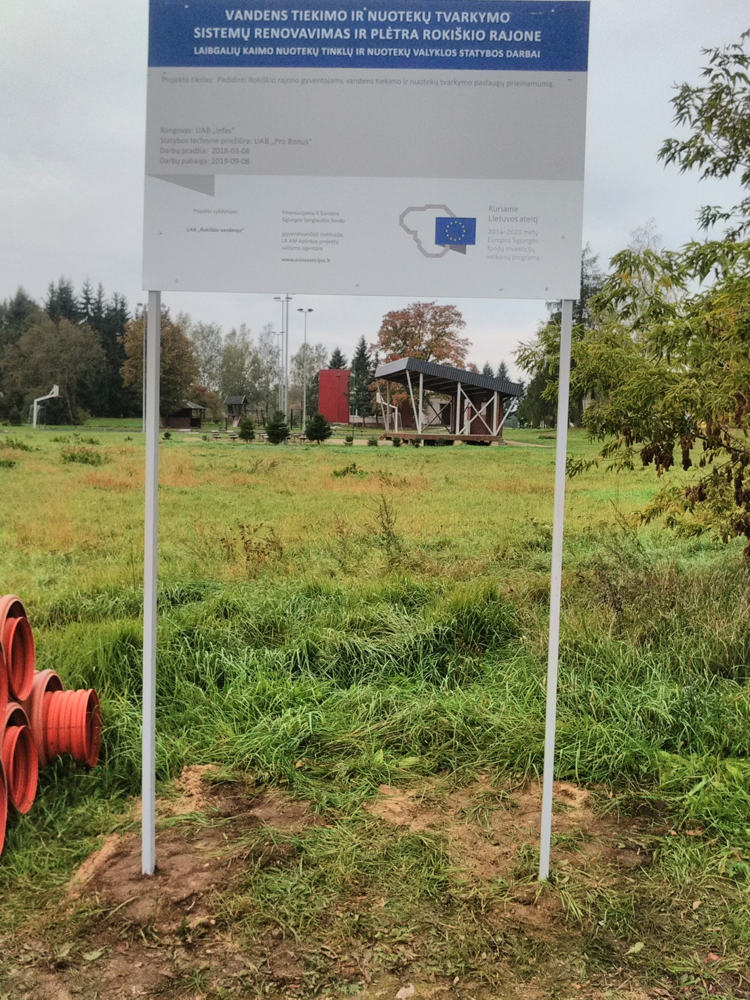 VANDENS TIEKIMO IR NUOTEKŲ TVARKYMO
SISTEMŲ RENOVAVIMAS IR PLĖTRA ROKIŠKIO RAJONE
LAIBGALIŲ KAIMO NUOTEKŲ TINKLŲ IR NUOTEKŲ VALYKLOS STATYBOS DARBAI
Projekto tikslas: Padidinti Rokiškio rajono gyventojams vandens tiekimo ir nuotekų tvarkymo paslaugų prieinamumą.
Rangovas: UAB „Infes“
Statybos techninė priežiūra: UAB „Pro Bonus“
Darbų pradžia: 2018-03-08
Darbų pabaiga: 2019-09-08
Projekto vykdytojas
UAB „Rokiškio vandenys“
Finansuojama iš Europos
Sąjungos Sanglaudos fondo
Įgyvendinančioji institucija:
LR AM Aplinkos projektų
valdymo agentūra
www.esinvesticijos.lt
Kuriame
Lietuvos ateitį
2014–2020 metų
Europos Sąjungos
fondų investicijų
veiksmų programa